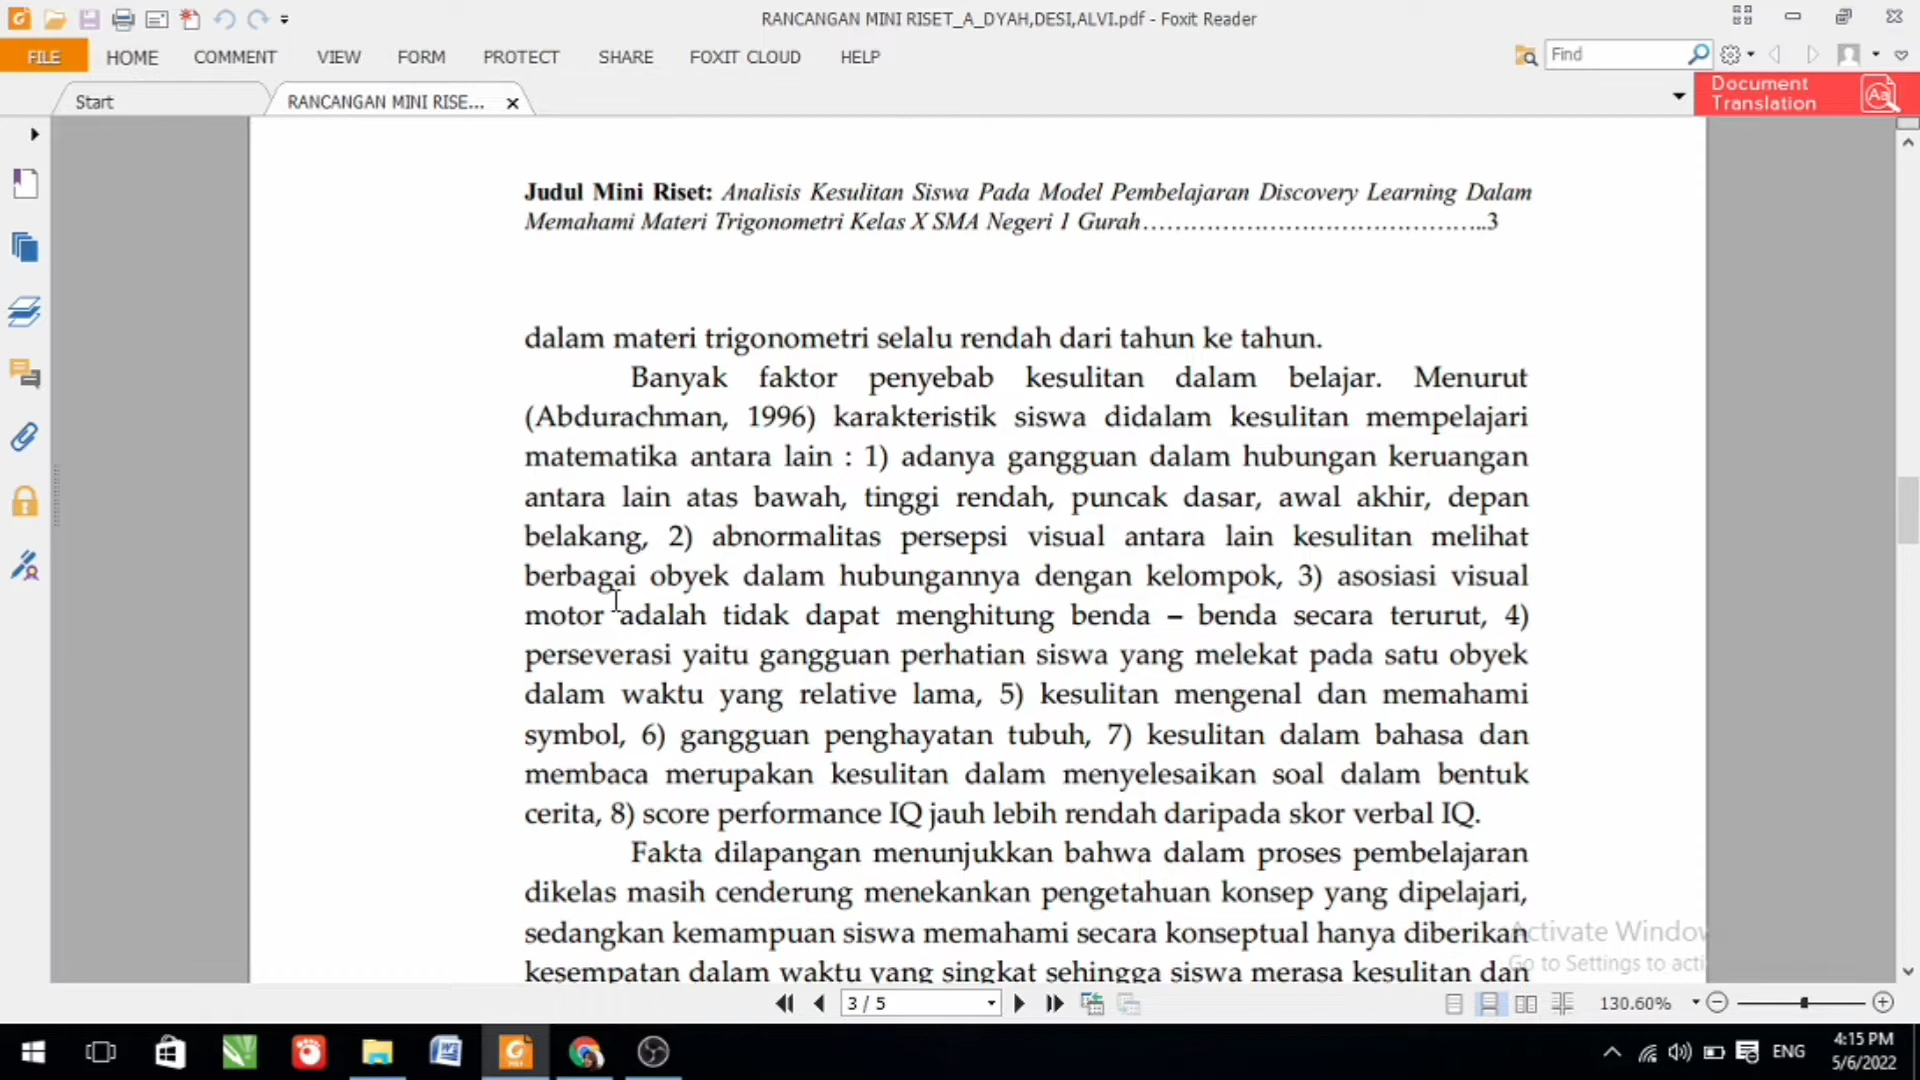 RANCANGAN MINI RISET_A_DYAH,DESI,ALVI.pdf - Foxit Reader
FILE HOME COMMENT VIEW FORM PROTECT SHARE FOXIT CLOUD HELP
Find
Start
RANCANGAN MINI RISE...
Document
Translation
Judul Mini Riset: Analisis Kesulitan Siswa Pada Model Pembelajaran Discovery Learning Dalam
Memahami Materi Trigonometri Kelas X SMA Negeri 1 Gurah……………………………………..3
dalam materi trigonometri selalu rendah dari tahun ke tahun.
Banyak faktor penyebab kesulitan dalam belajar. Menurut
(Abdurachman, 1996) karakteristik siswa didalam kesulitan mempelajari
matematika antara lain : 1) adanya gangguan dalam hubungan keruangan
antara lain atas bawah, tinggi rendah, puncak dasar, awal akhir, depan
belakang, 2) abnormalitas persepsi visual antara lain kesulitan melihat
berbagai obyek dalam hubungannya dengan kelompok, 3) asosiasi visual
motor adalah tidak dapat menghitung benda – benda secara terurut, 4)
perseverasi yaitu gangguan perhatian siswa yang melekat pada satu obyek
dalam waktu yang relative lama, 5) kesulitan mengenal dan memahami
symbol, 6) gangguan penghayatan tubuh, 7) kesulitan dalam bahasa dan
membaca merupakan kesulitan dalam menyelesaikan soal dalam bentuk
cerita, 8) score performance IQ jauh lebih rendah daripada skor verbal IQ.
Fakta dilapangan menunjukkan bahwa dalam proses pembelajaran
dikelas masih cenderung menekankan pengetahuan konsep yang dipelajari,
sedangkan kemampuan siswa memahami secara konseptual hanya diberikan
kesempatan dalam waktu yang singkat sehingga siswa merasa kesulitan dan
Activate Window
Go to Settings to acti
3 / 5
130.60%
ENG
4:15 PM
5/6/2022